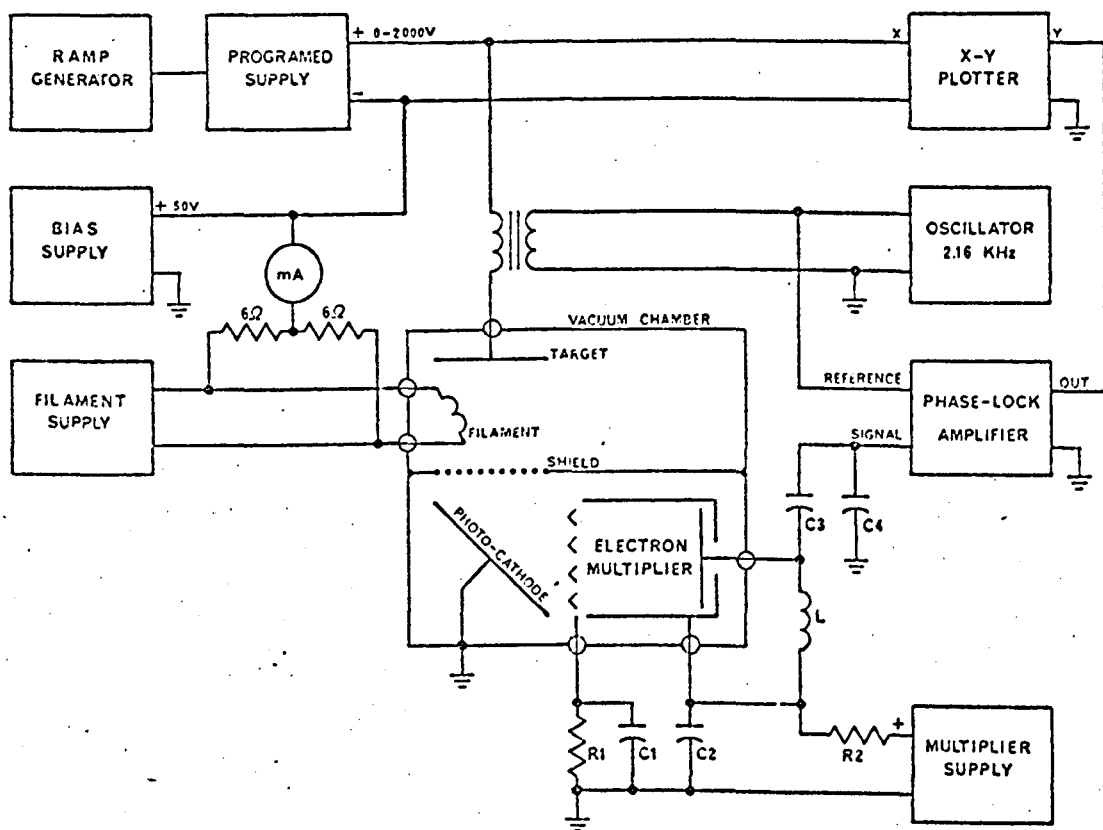 RAMP
GENERATOR
PROGRAMED
SUPPLY
+ 0-2000V
-
X
X-Y
PLOTTER
Y
BIAS
SUPPLY
+ 50V
mA
6Ω
6Ω
OSCILLATOR
2.16 KHz
VACUUM CHAMBER
TARGET
FILAMENT
SUPPLY
FILAMENT
REFERENCE
PHASE-LOCK
AMPLIFIER
OUT
SIGNAL
SHIELD
C3
C4
PHOTO-CATHODE
ELECTRON
MULTIPLIER
L
R1
C1
C2
R2
+
MULTIPLIER
SUPPLY